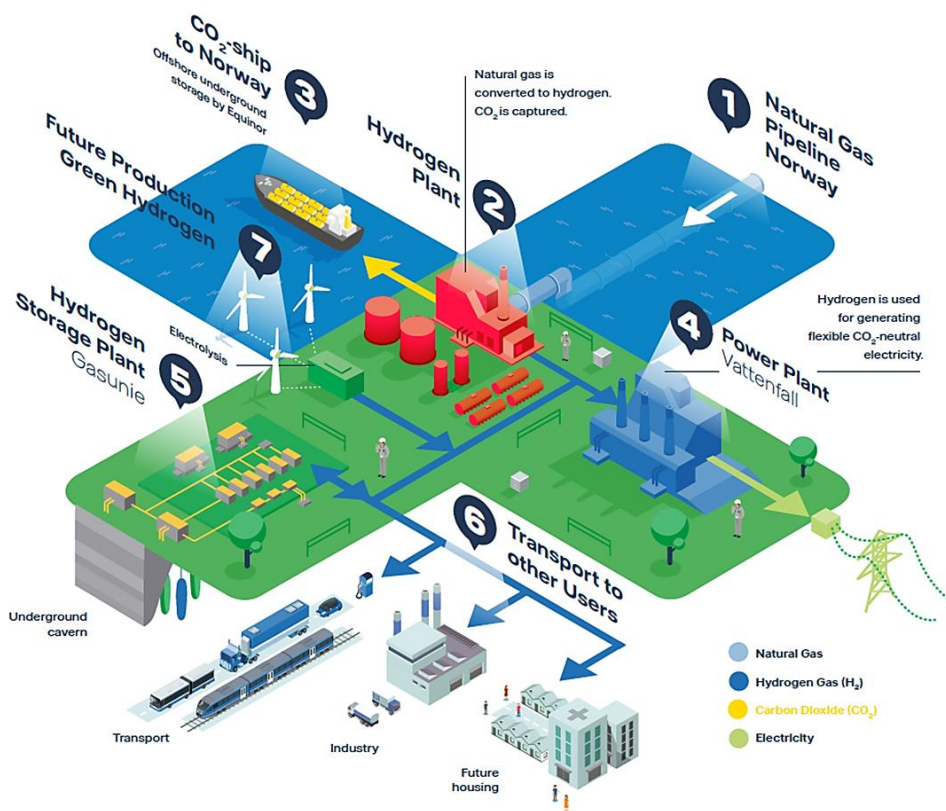 CO₂-ship
to Norway
Offshore underground
storage by Equinor
3
Natural gas is
converted to hydrogen.
CO₂ is captured.
1
Natural Gas
Pipeline
Norway
Hydrogen
Plant
2
Future Production
Green Hydrogen
7
Hydrogen
Storage Plant
Gasunie
5
Electrolysis
4
Power Plant
Vattenfall
Hydrogen is used
for generating
flexible CO₂-neutral
electricity.
6
Transport to
other Users
Underground
cavern
Transport
Industry
Future
housing
Natural Gas
Hydrogen Gas (H₂)
Carbon Dioxide (CO₂)
Electricity